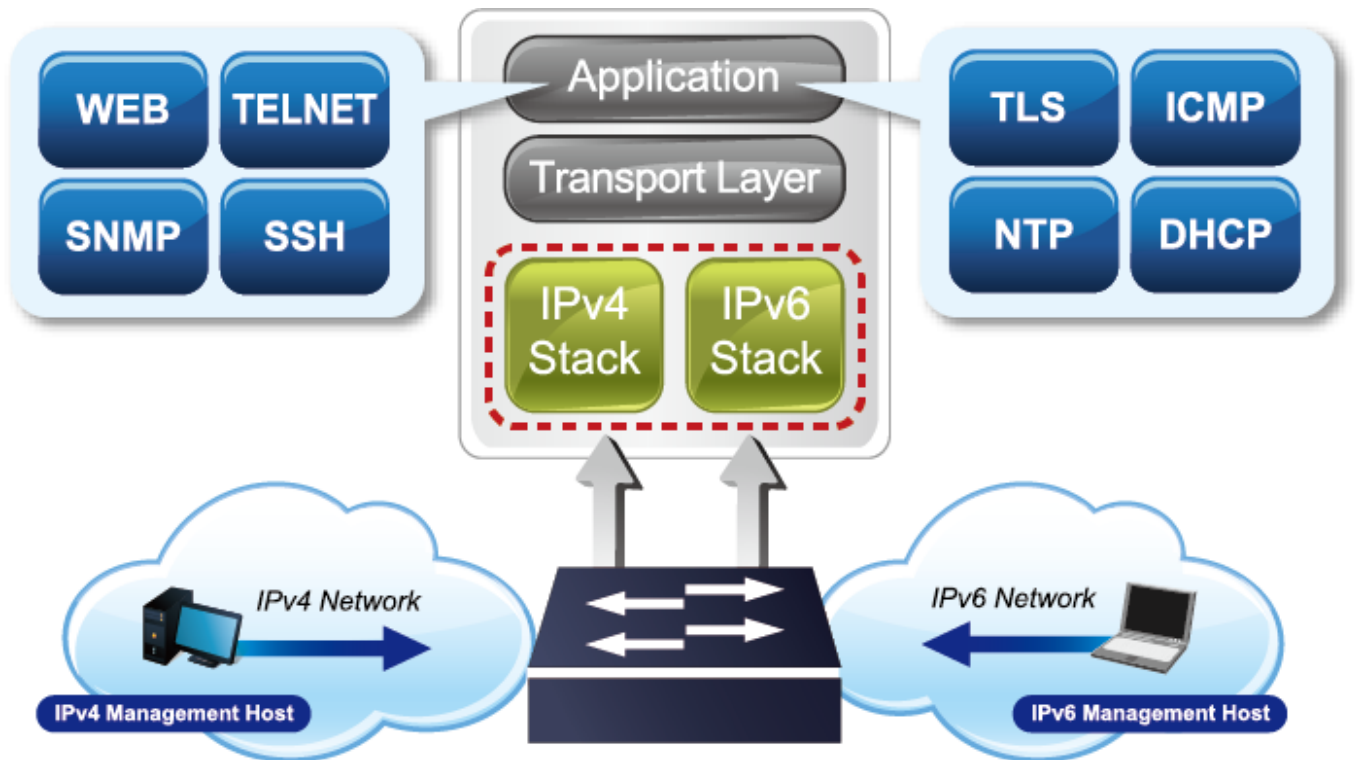 WEB
TELNET
SNMP
SSH
Application
Transport Layer
IPv4
Stack
IPv6
Stack
TLS
ICMP
NTP
DHCP
IPv4 Network
IPv4 Management Host
IPv6 Network
IPv6 Management Host